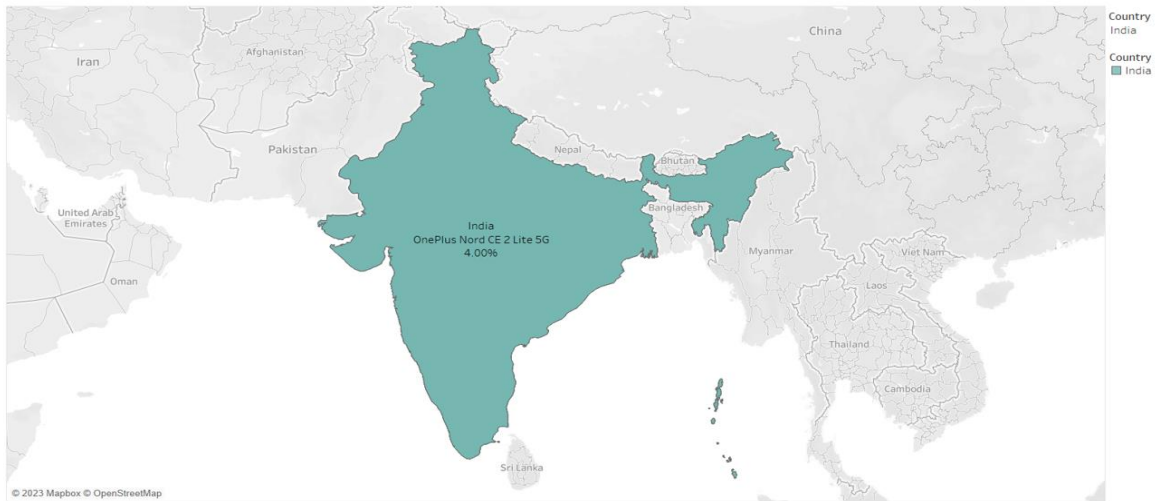 Country
India
Country
India
China
Afghanistan
Iran
Pakistan
Nepal
Bhutan
Bangladesh
United Arab
Emirates
India
OnePlus Nord CE 2 Lite 5G
4.00%
Oman
Myanmar
Viet Nam
Laos
Thailand
Cambodia
Sri Lanka
© 2023 Mapbox © OpenStreetMap